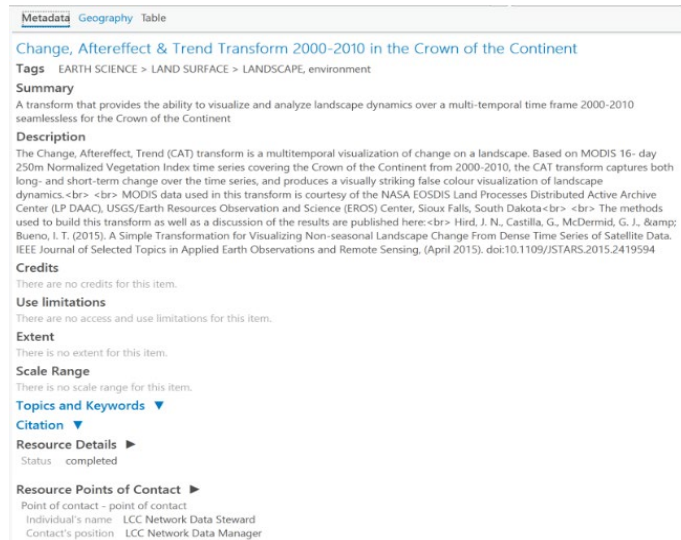 Metadata Geography Table
Change, Aftereffect & Trend Transform 2000-2010 in the Crown of the Continent
Tags EARTH SCIENCE > LAND SURFACE > LANDSCAPE, environment
Summary
A transform that provides the ability to visualize and analyze landscape dynamics over a multi-temporal time frame 2000-2010
seamlessless for the Crown of the Continent
Description
The Change, Aftereffect, Trend (CAT) transform is a multitemporal visualization of change on a landscape. Based on MODIS 16- day
250m Normalized Vegetation Index time series covering the Crown of the Continent from 2000-2010, the CAT transform captures both
long- and short-term change over the time series, and produces a visually striking false colour visualization of landscape
dynamics.<br> <br> MODIS data used in this transform is courtesy of the NASA EOSDIS Land Processes Distributed Active Archive
Center (LP DAAC), USGS/Earth Resources Observation and Science (EROS) Center, Sioux Falls, South Dakota<br> <br> The methods
used to build this transform as well as a discussion of the results are published here:<br> Hird, J. N., Castilla, G., McDermid, G. J., &amp;
Bueno, I. T. (2015). A Simple Transformation for Visualizing Non-seasonal Landscape Change From Dense Time Series of Satellite Data.
IEEE Journal of Selected Topics in Applied Earth Observations and Remote Sensing, (April 2015). doi:10.1109/JSTARS.2015.2419594
Credits
There are no credits for this item.
Use limitations
There are no access and use limitations for this item.
Extent
There is no extent for this item.
Scale Range
There is no scale range for this item.
Topics and Keywords ▼
Citation ▼
Resource Details ►
Status completed
Resource Points of Contact ►
Point of contact - point of contact
Individual's name LCC Network Data Steward
Contact's position LCC Network Data Manager